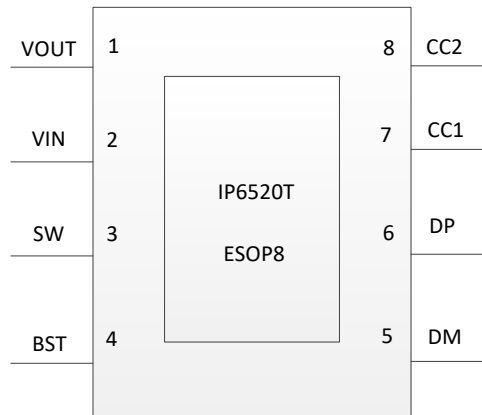 VOUT 1 8 CC2
VIN 2 7 CC1
IP6520T
SW 3 6 DP
ESOP8
BST 4 5 DM